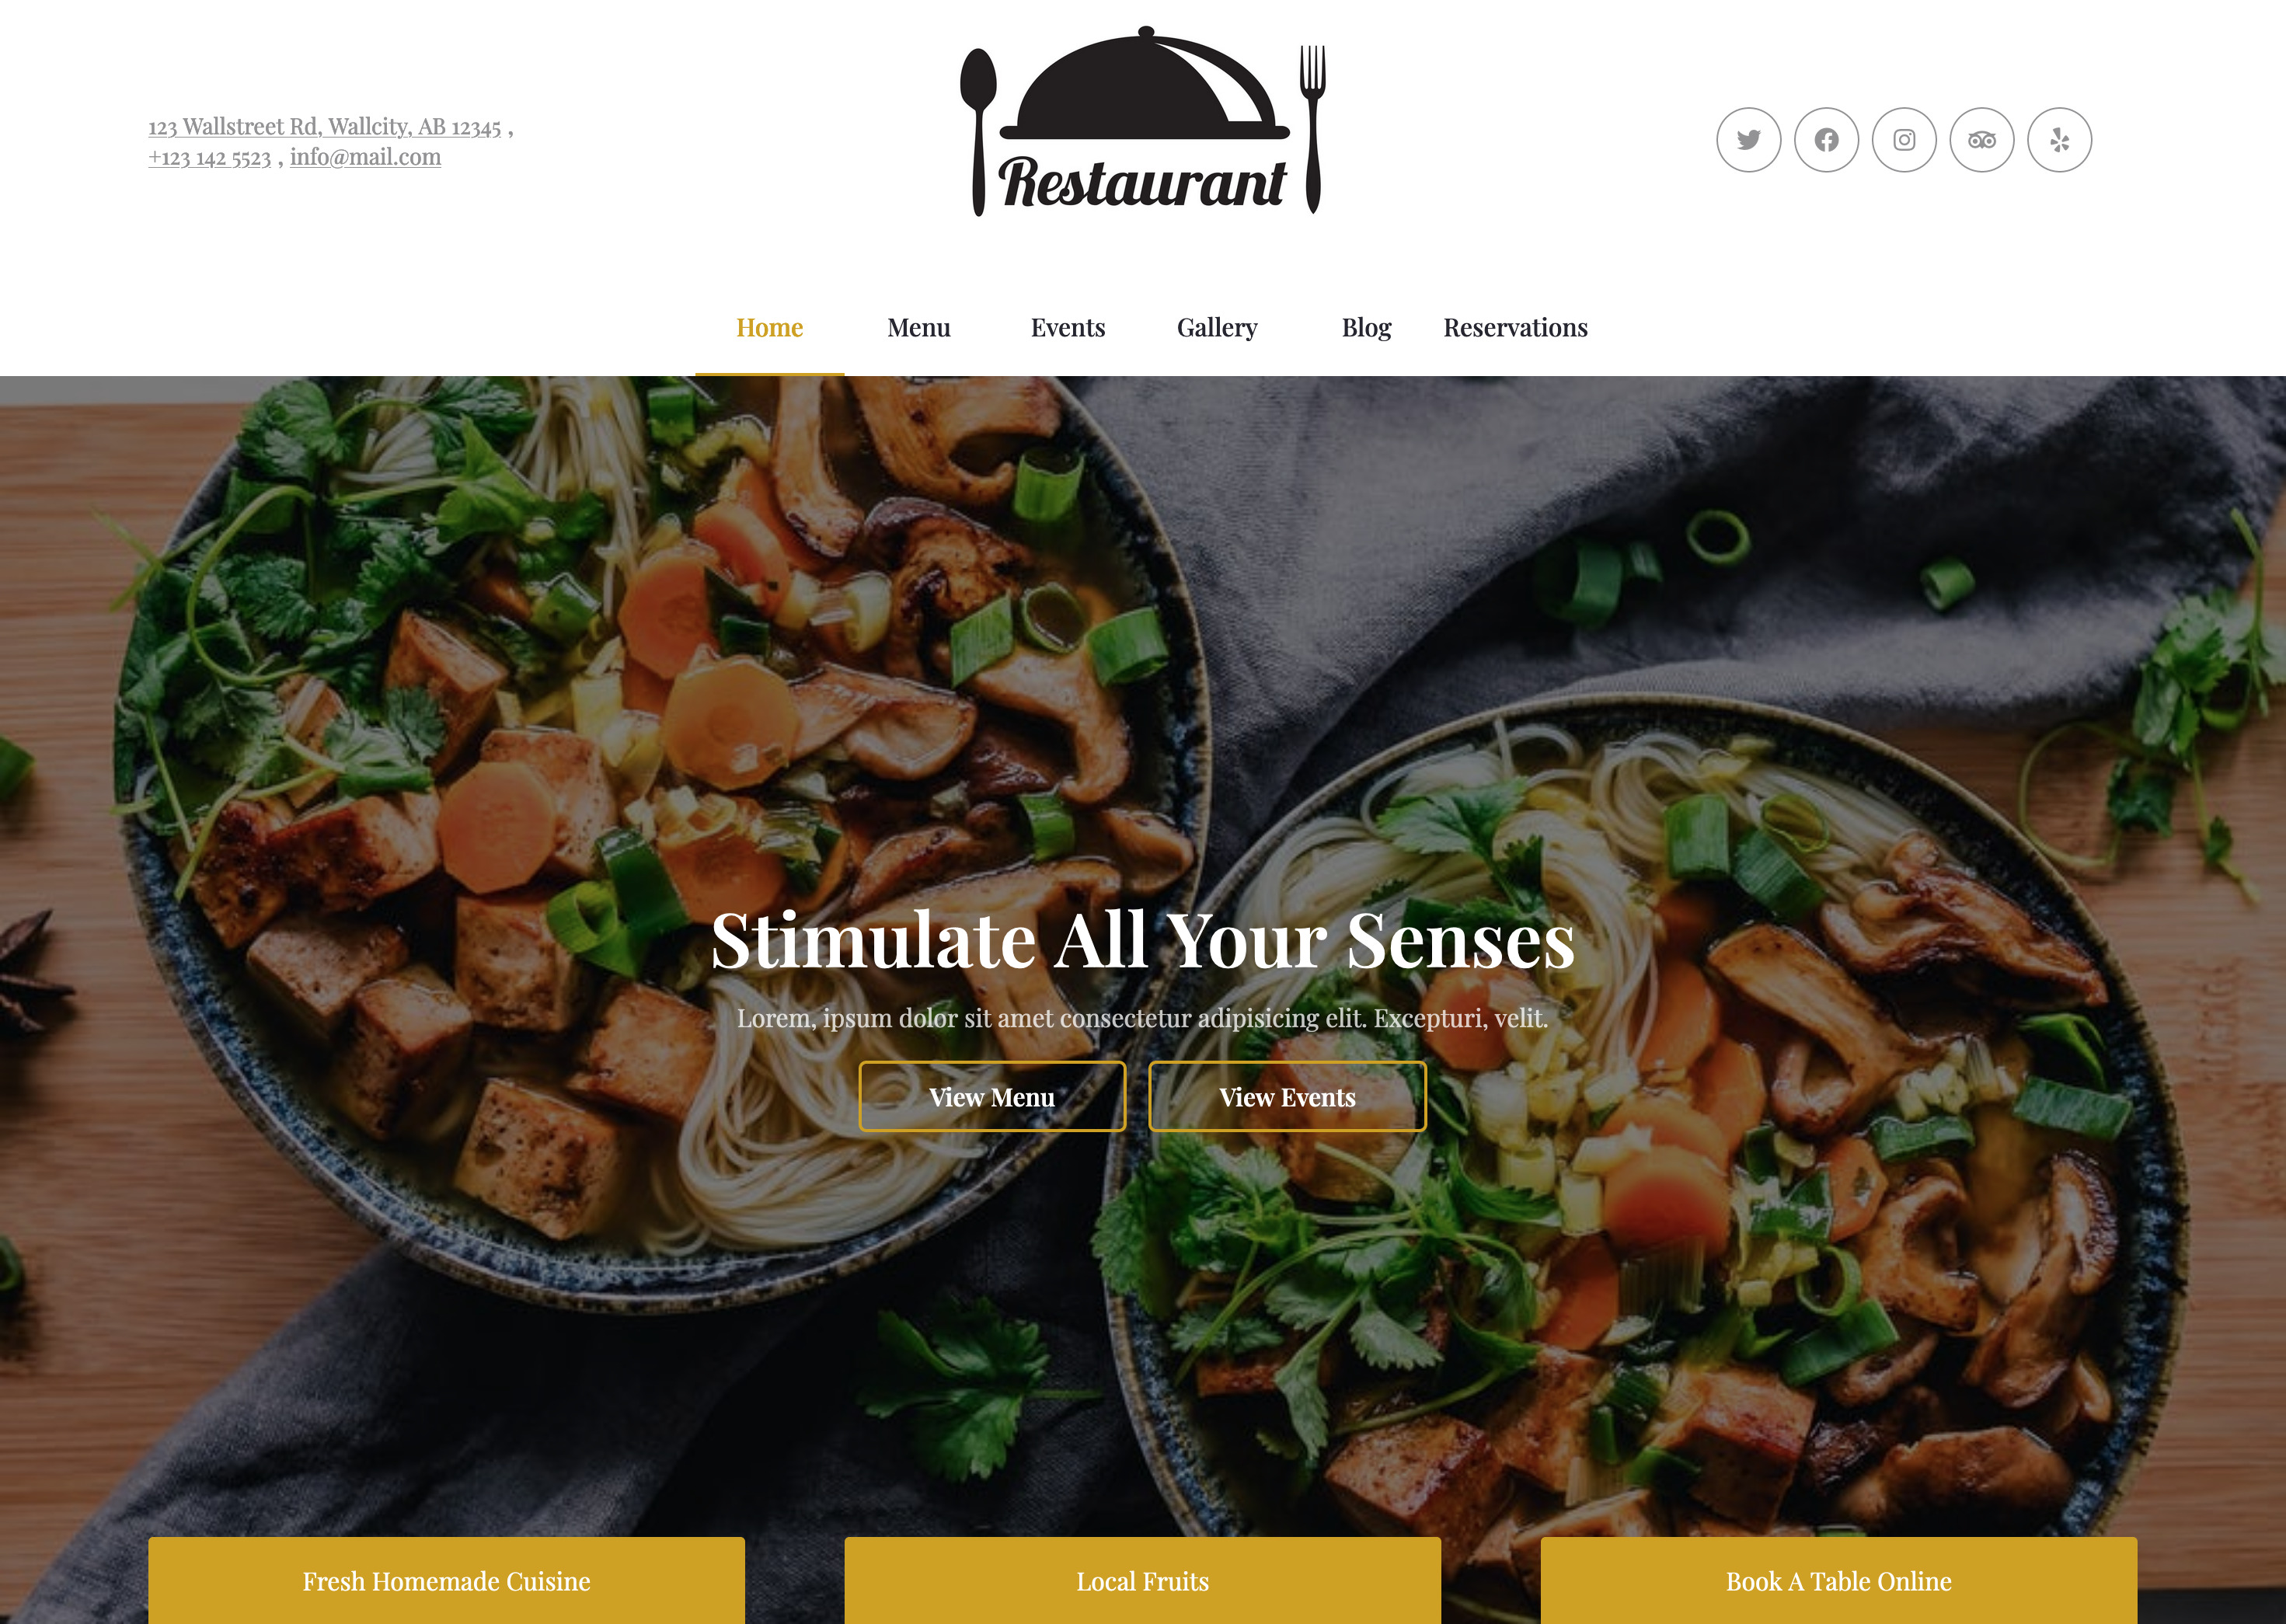 123 Wallstreet Rd, Wallcity, AB 12345 ,
+123 142 5523 , info@mail.com
Restaurant
Home Menu Events Gallery Blog Reservations
Stimulate All Your Senses
Lorem, ipsum dolor sit amet consectetur adipisicing elit. Excepturi, velit.
View Menu View Events
Fresh Homemade Cuisine Local Fruits Book A Table Online